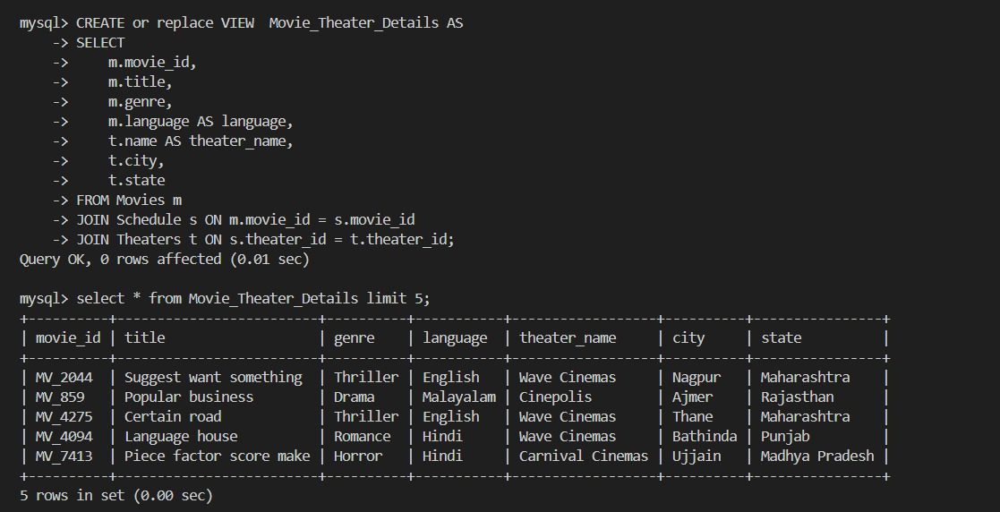 mysql> CREATE or replace VIEW  Movie_Theater_Details AS
    -> SELECT
    ->     m.movie_id,
    ->     m.title,
    ->     m.genre,
    ->     m.language AS language,
    ->     t.name AS theater_name,
    ->     t.city,
    ->     t.state
    -> FROM Movies m
    -> JOIN Schedule s ON m.movie_id = s.movie_id
    -> JOIN Theaters t ON s.theater_id = t.theater_id;
Query OK, 0 rows affected (0.01 sec)

mysql> select * from Movie_Theater_Details limit 5;
+----------+-------------------------+----------+-----------+------------------+----------+----------------+
| movie_id | title                   | genre    | language  | theater_name     | city     | state          |
+----------+-------------------------+----------+-----------+------------------+----------+----------------+
| MV_2044  | Suggest want something  | Thriller | English   | Wave Cinemas     | Nagpur   | Maharashtra    |
| MV_859   | Popular business        | Drama    | Malayalam | Cinepolis        | Ajmer    | Rajasthan      |
| MV_4275  | Certain road            | Thriller | English   | Wave Cinemas     | Thane    | Maharashtra    |
| MV_4094  | Language house          | Romance  | Hindi     | Wave Cinemas     | Bathinda | Punjab         |
| MV_7413  | Piece factor score make | Horror   | Hindi     | Carnival Cinemas | Ujjain   | Madhya Pradesh |
+----------+-------------------------+----------+-----------+------------------+----------+----------------+
5 rows in set (0.00 sec)